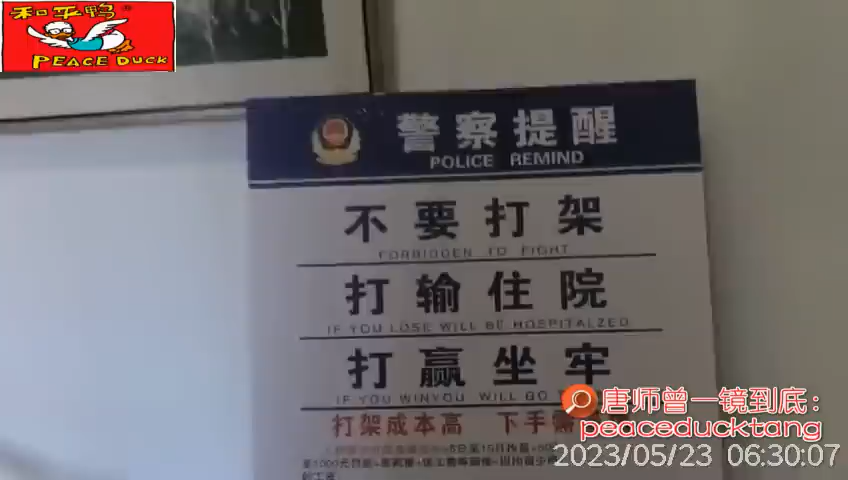 和平鸭®
PEACE DUCK
警察提醒
POLICE REMIND
不要打架
FORBIDDEN TO FIGHT
打输住院
IF YOU LOSE WILL BE HOSPITALZED
打赢坐牢
IF YOU WINYOU WILL GO
打架成本高 下手需
唐师曾一镜到底:
peaceducktang
2023/05/23 06:30:07